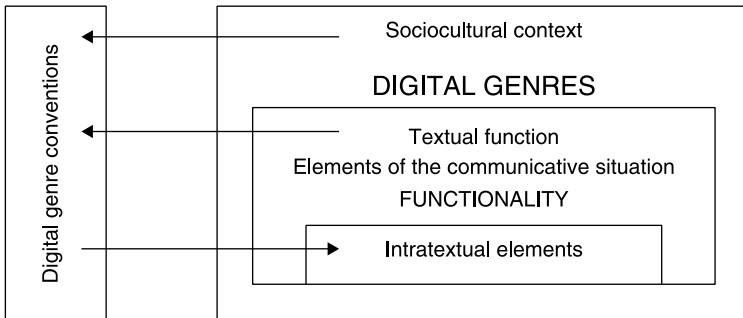 Digital genre conventions
Sociocultural context
DIGITAL GENRES
Textual function
Elements of the communicative situation
FUNCTIONALITY
Intratextual elements